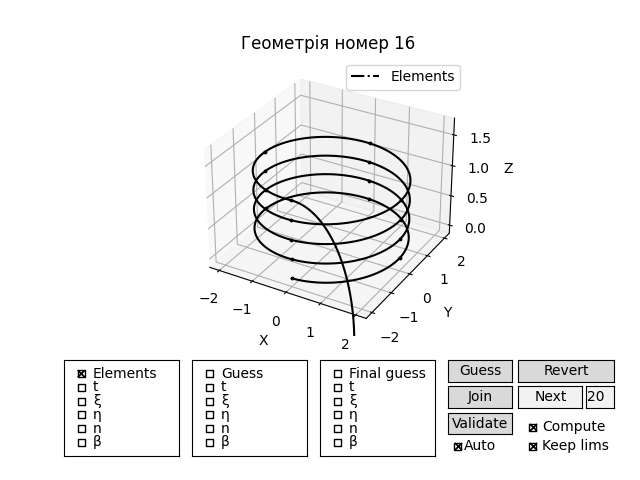 Геометрія номер 16
Elements
1.5
1.0
0.5
0.0
Z
−2
−1
0
1
2
X
−2
−1
0
1
2
Y
Elements
t
ξ
η
n
β
Guess
t
ξ
η
n
β
Final guess
t
ξ
η
n
β
Guess Revert
Join Next 20
Validate Compute
Auto Keep lims